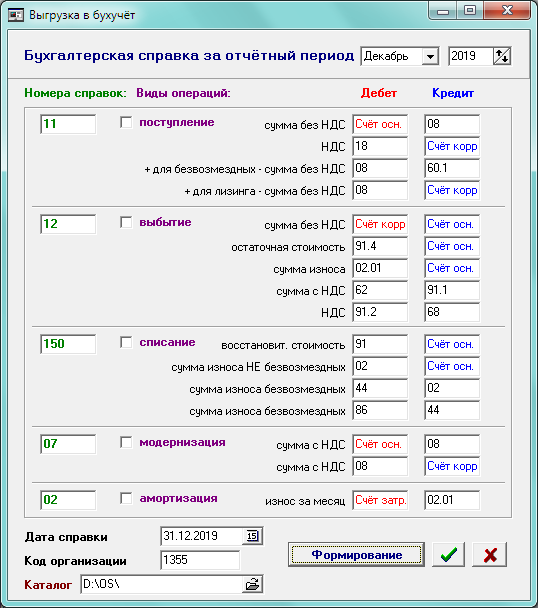 Выгрузка в бухучёт
Бухгалтерская справка за отчётный период Декабрь 2019
Номера справок: Виды операций: Дебет Кредит
11 поступление сумма без НДС Счёт осн. 08
НДС 18 Счёт корр
+ для безвозмездных - сумма без НДС 08 60.1
+ для лизинга - сумма без НДС 08 Счёт корр
12 выбытие сумма без НДС Счёт корр Счёт осн.
остаточная стоимость 91.4 Счёт осн.
сумма износа 02.01 Счёт осн.
сумма с НДС 62 91.1
НДС 91.2 68
150 списание восстановит. стоимость 91 Счёт осн.
сумма износа НЕ безвозмездных 02 Счёт осн.
сумма износа безвозмездных 44 02
сумма износа безвозмездных 86 44
07 модернизация сумма с НДС Счёт осн. 08
сумма с НДС 08 Счёт корр
02 амортизация износ за месяц Счёт затр. 02.01
Дата справки 31.12.2019 15
Код организации 1355 Формирование
Каталог D:\OS\